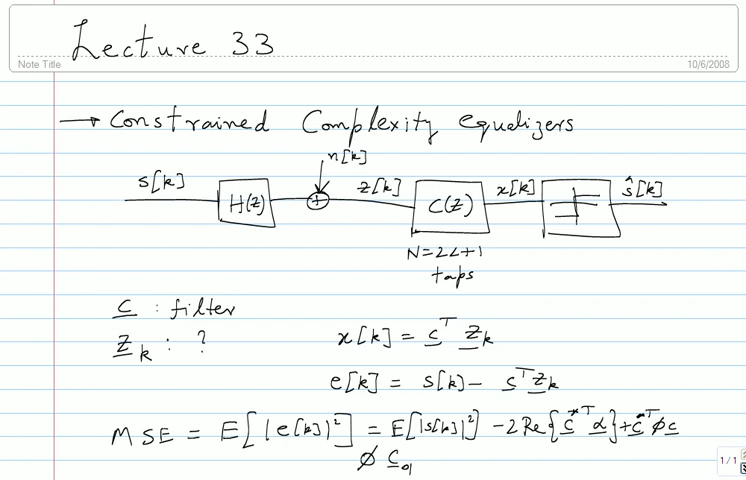 Lecture 33
Note Title
10/6/2008
→ Constrained Complexity equalizers
n[k]
s[k] H(z) + z[k] C(z) x[k] ŝ[k]
N=2L+1
taps
c : filter
z_k : ?
x[k] = c^T z_k
e[k] = s[k] - c^T z_k
MSE = E[|e[k]|^2] = E[|s[k]|^2] - 2Re{c^{*T} α} + c^{*T} ϕ c
ϕ c_o
1/1